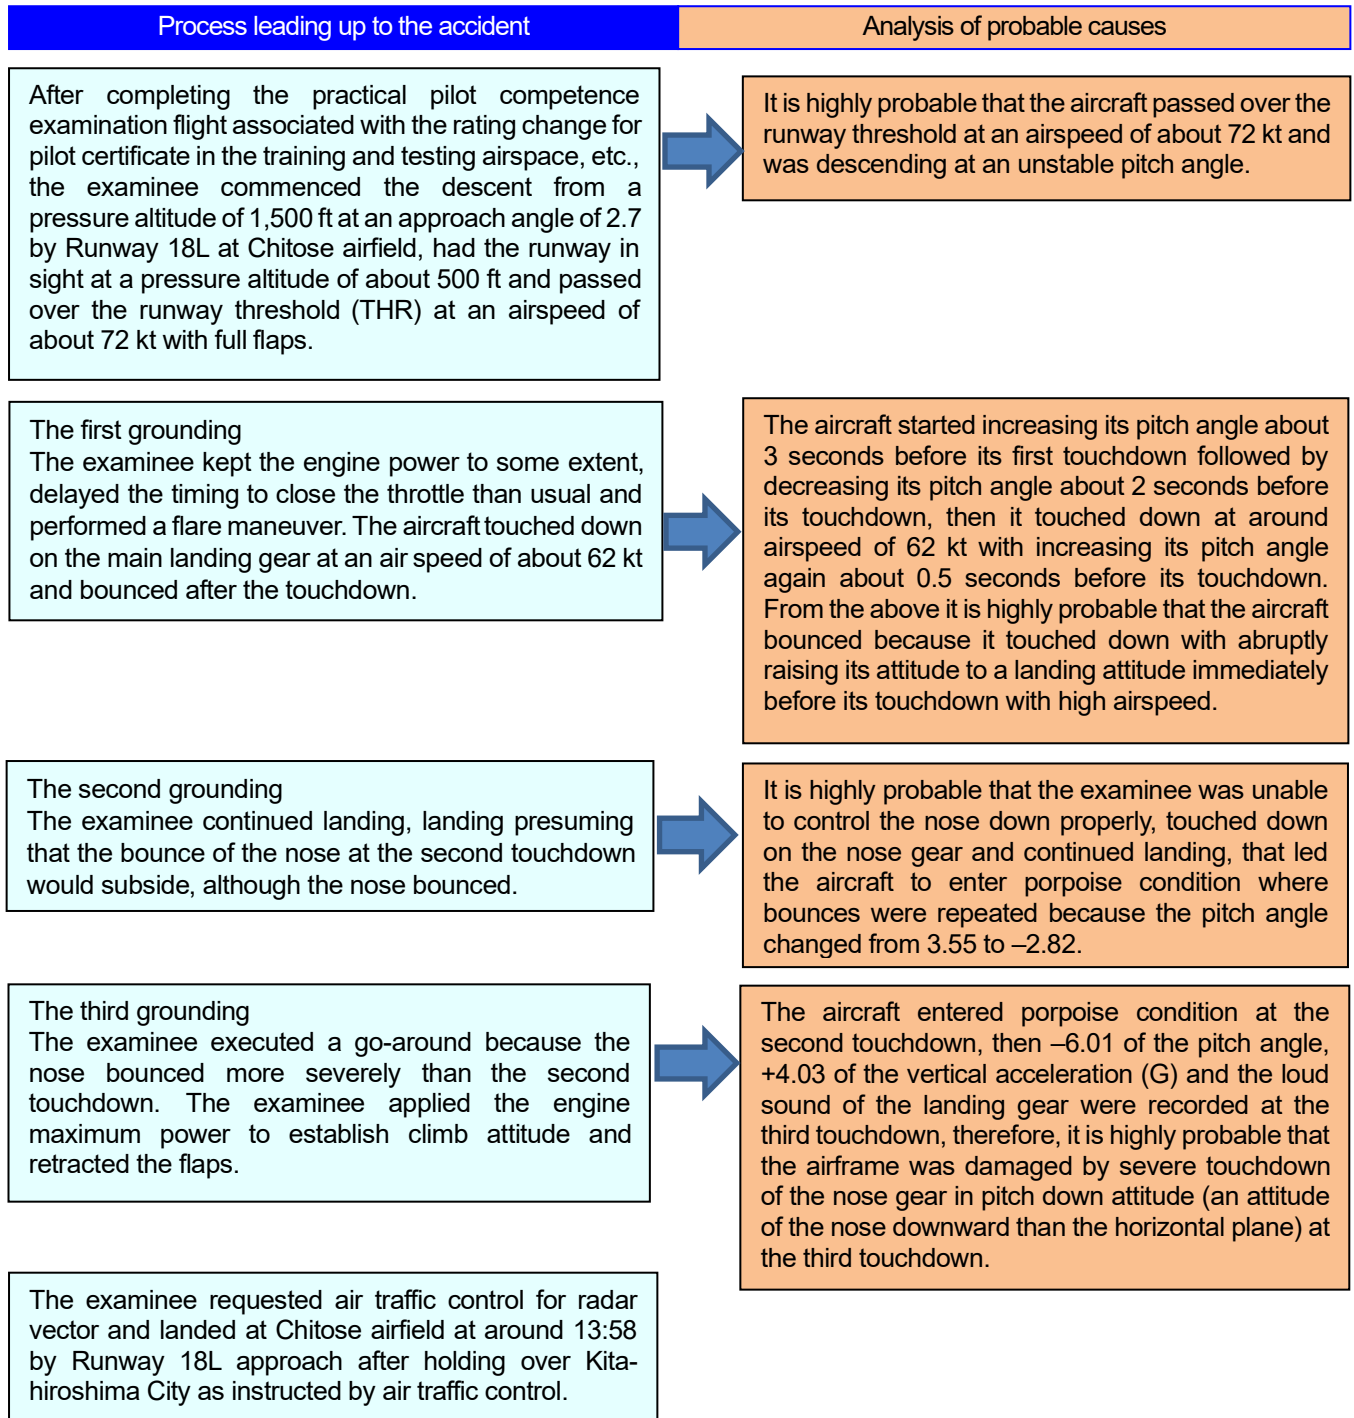 Process leading up to the accident
Analysis of probable causes
After completing the practical pilot competence
examination flight associated with the rating change for
pilot certificate in the training and testing airspace, etc.,
the examinee commenced the descent from a
pressure altitude of 1,500 ft at an approach angle of 2.7
by Runway 18L at Chitose airfield, had the runway in
sight at a pressure altitude of about 500 ft and passed
over the runway threshold (THR) at an airspeed of
about 72 kt with full flaps.
It is highly probable that the aircraft passed over the
runway threshold at an airspeed of about 72 kt and
was descending at an unstable pitch angle.
The first grounding
The examinee kept the engine power to some extent,
delayed the timing to close the throttle than usual and
performed a flare maneuver. The aircraft touched down
on the main landing gear at an air speed of about 62 kt
and bounced after the touchdown.
The aircraft started increasing its pitch angle about
3 seconds before its first touchdown followed by
decreasing its pitch angle about 2 seconds before
its touchdown, then it touched down at around
airspeed of 62 kt with increasing its pitch angle
again about 0.5 seconds before its touchdown.
From the above it is highly probable that the aircraft
bounced because it touched down with abruptly
raising its attitude to a landing attitude immediately
before its touchdown with high airspeed.
The second grounding
The examinee continued landing, landing presuming
that the bounce of the nose at the second touchdown
would subside, although the nose bounced.
It is highly probable that the examinee was unable
to control the nose down properly, touched down
on the nose gear and continued landing, that led
the aircraft to enter porpoise condition where
bounces were repeated because the pitch angle
changed from 3.55 to –2.82.
The third grounding
The examinee executed a go-around because the
nose bounced more severely than the second
touchdown. The examinee applied the engine
maximum power to establish climb attitude and
retracted the flaps.
The aircraft entered porpoise condition at the
second touchdown, then –6.01 of the pitch angle,
+4.03 of the vertical acceleration (G) and the loud
sound of the landing gear were recorded at the
third touchdown, therefore, it is highly probable that
the airframe was damaged by severe touchdown
of the nose gear in pitch down attitude (an attitude
of the nose downward than the horizontal plane) at
the third touchdown.
The examinee requested air traffic control for radar
vector and landed at Chitose airfield at around 13:58
by Runway 18L approach after holding over Kita-
hiroshima City as instructed by air traffic control.